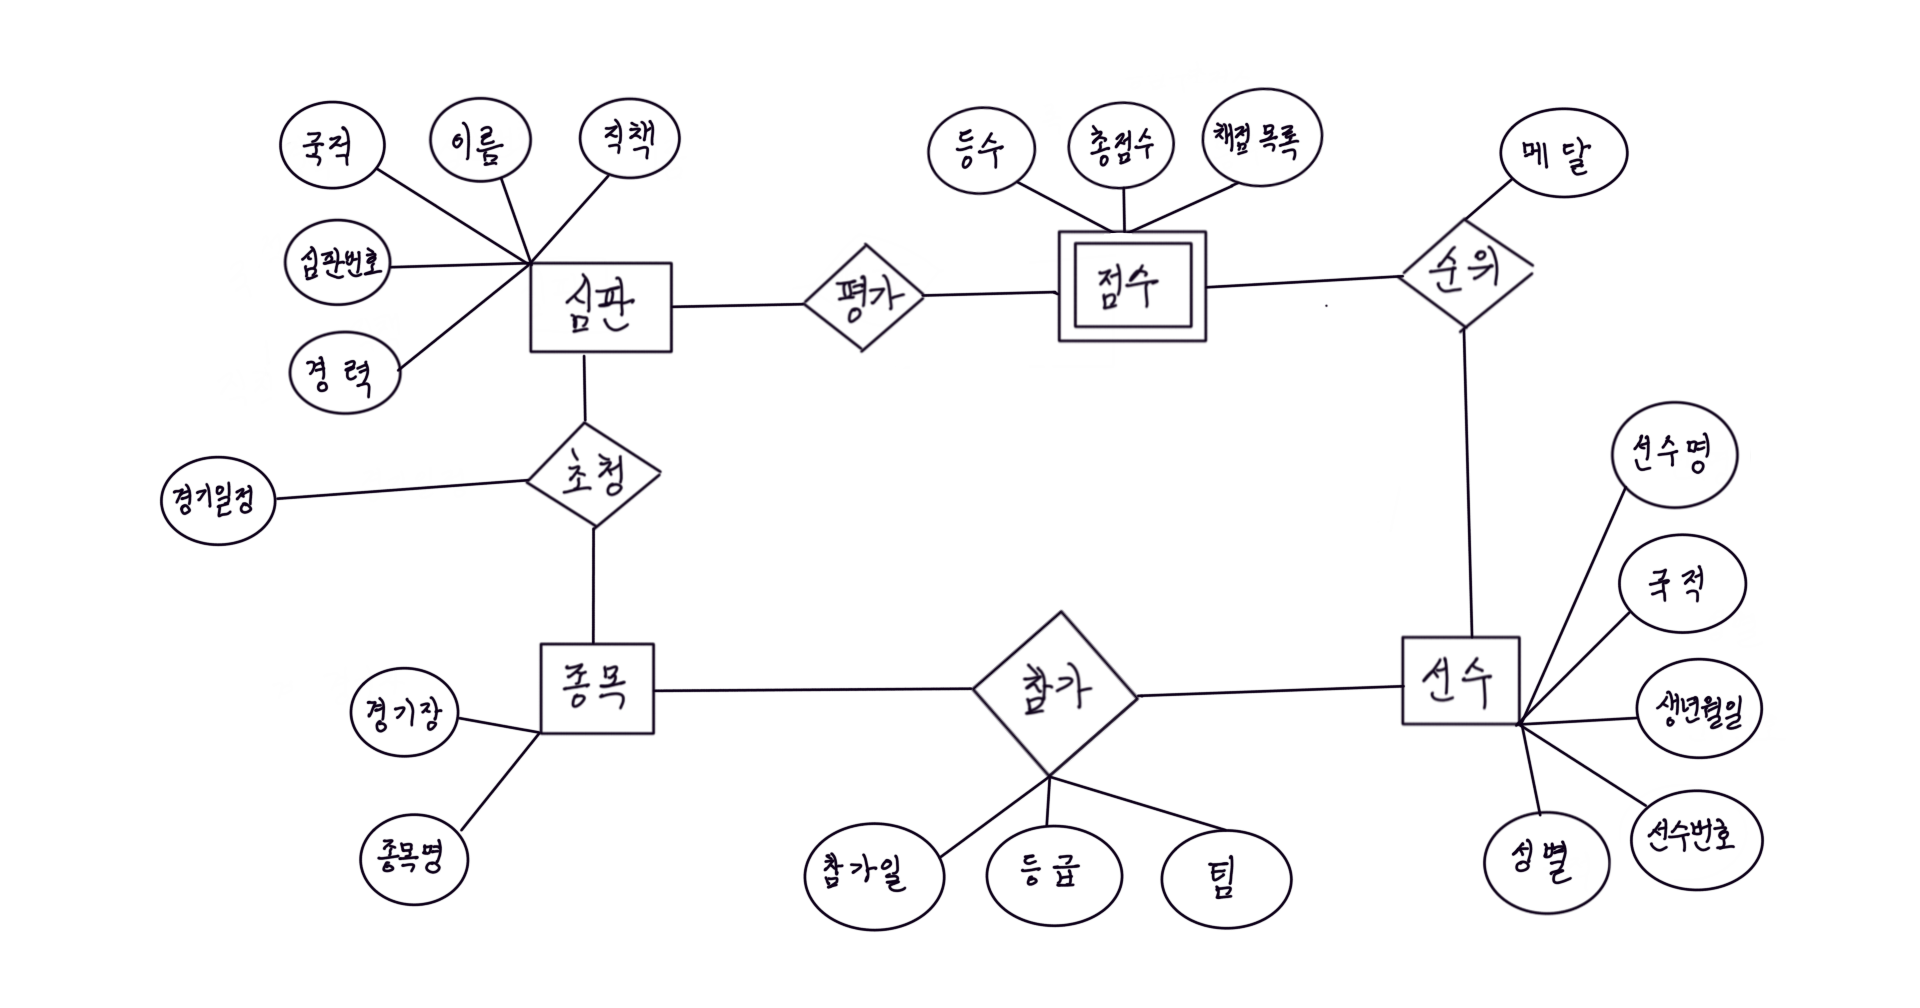 국적
이름
직책
등수
총점수
채점 목록
메달
심판번호
심판
평가
점수
순위
경력
초청
경기일정
선수명
국적
종목
참가
선수
생년월일
경기장
종목명
참가일
등급
팀
성별
선수번호